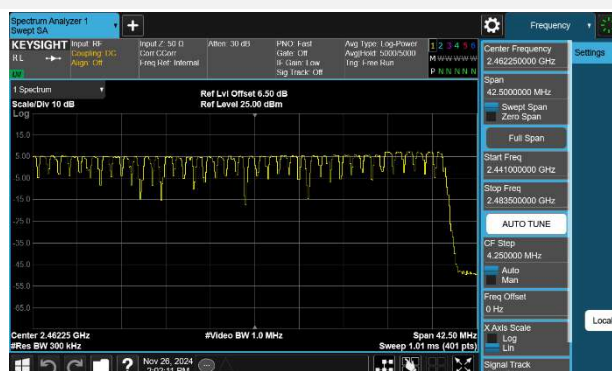 Spectrum Analyzer 1
Swept SA
Frequency
KEYSIGHT
Input: RF
Input Z: 50 Ω
Atten: 30 dB
PNO: Fast
Avg Type: Log-Power
1 2 3 4 5 6
RL
Coupling: DC
Corr CCorr
Gate: Off
Avg|Hold: 5000/5000
M W W W W W
Align: Off
Freq Ref: Internal
IF Gain: Low
Trig: Free Run
P N N N N N
Sig Track: Off
Center Frequency
2.462250000 GHz
Settings
1 Spectrum
Scale/Div 10 dB
Ref Lvl Offset 6.50 dB
Ref Level 25.00 dBm
Log
15.0
5.00
-5.00
-15.0
-25.0
-35.0
-45.0
-55.0
-65.0
Center 2.46225 GHz
#Res BW 300 kHz
#Video BW 1.0 MHz
Span 42.50 MHz
Sweep 1.01 ms (401 pts)
Span
42.5000000 MHz
Swept Span
Zero Span
Full Span
Start Freq
2.441000000 GHz
Stop Freq
2.483500000 GHz
AUTO TUNE
CF Step
4.250000 MHz
Auto
Man
Freq Offset
0 Hz
X Axis Scale
Log
Lin
Local
Signal Track
?
Nov 26, 2024